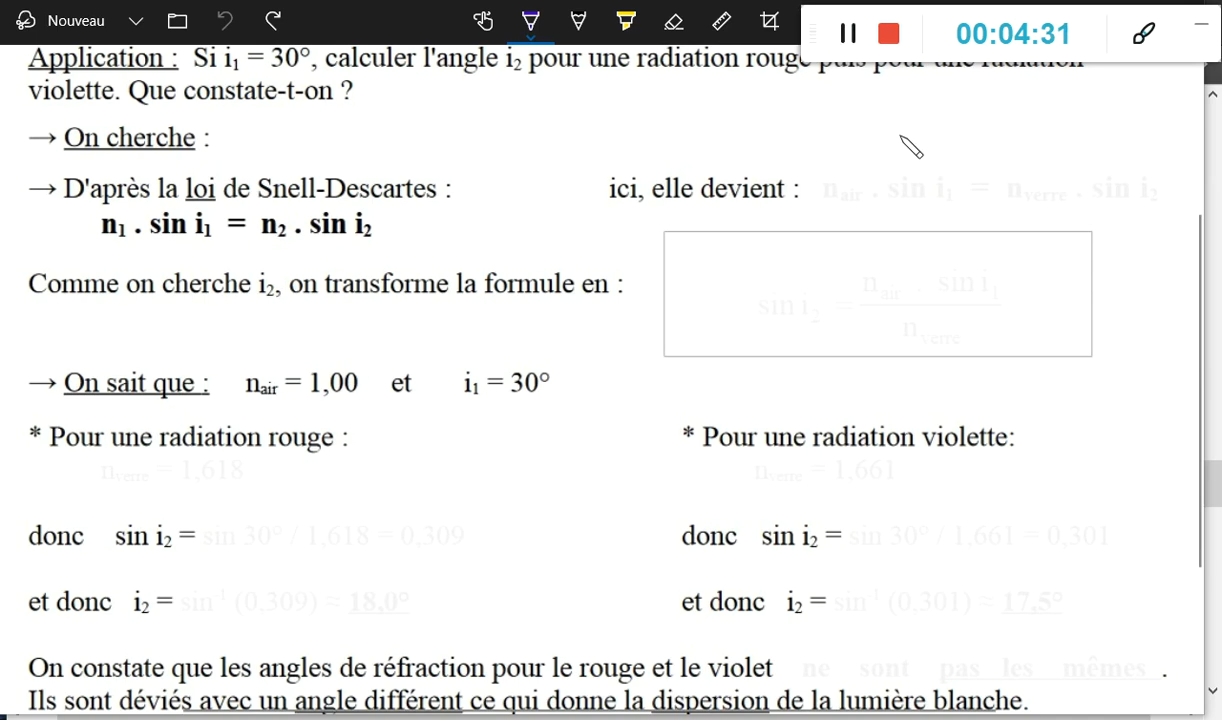 Nouveau
00:04:31
Application : Si i₁ = 30°, calculer l'angle i₂ pour une radiation rouge puis pour une radiation
violette. Que constate-t-on ?
→ On cherche :
→ D'après la loi de Snell-Descartes : ici, elle devient : nair . sin i₁ = nverre . sin i₂
n₁ . sin i₁ = n₂ . sin i₂
Comme on cherche i₂, on transforme la formule en : sin i₂ = nair . sin i₁ / nverre
→ On sait que : nair = 1,00 et i₁ = 30°
* Pour une radiation rouge : * Pour une radiation violette:
nverre = 1,618 nverre = 1.661
donc sin i₂ = sin 30° / 1,618 = 0,309 donc sin i₂ = sin 30° / 1,661 = 0,301
et donc i₂ = sin⁻¹ (0,309) ≈ 18,0° et donc i₂ = sin⁻¹ (0,301) ≈ 17,5°
On constate que les angles de réfraction pour le rouge et le violet ne sont pas les mêmes .
Ils sont déviés avec un angle différent ce qui donne la dispersion de la lumière blanche.